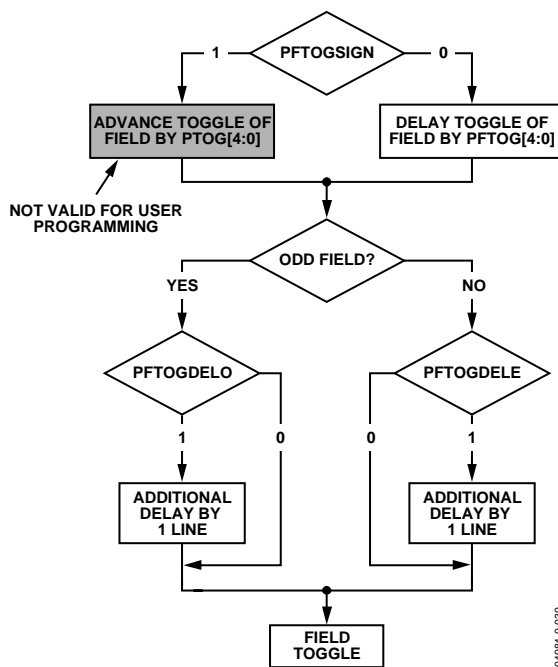 PFTOGSIGN
1
0
ADVANCE TOGGLE OF
FIELD BY PTOG[4:0]
DELAY TOGGLE OF
FIELD BY PFTOG[4:0]
NOT VALID FOR USER
PROGRAMMING
ODD FIELD?
YES
NO
PFTOGDELO
PFTOGDELE
1
0
0
1
ADDITIONAL
DELAY BY
1 LINE
ADDITIONAL
DELAY BY
1 LINE
FIELD
TOGGLE